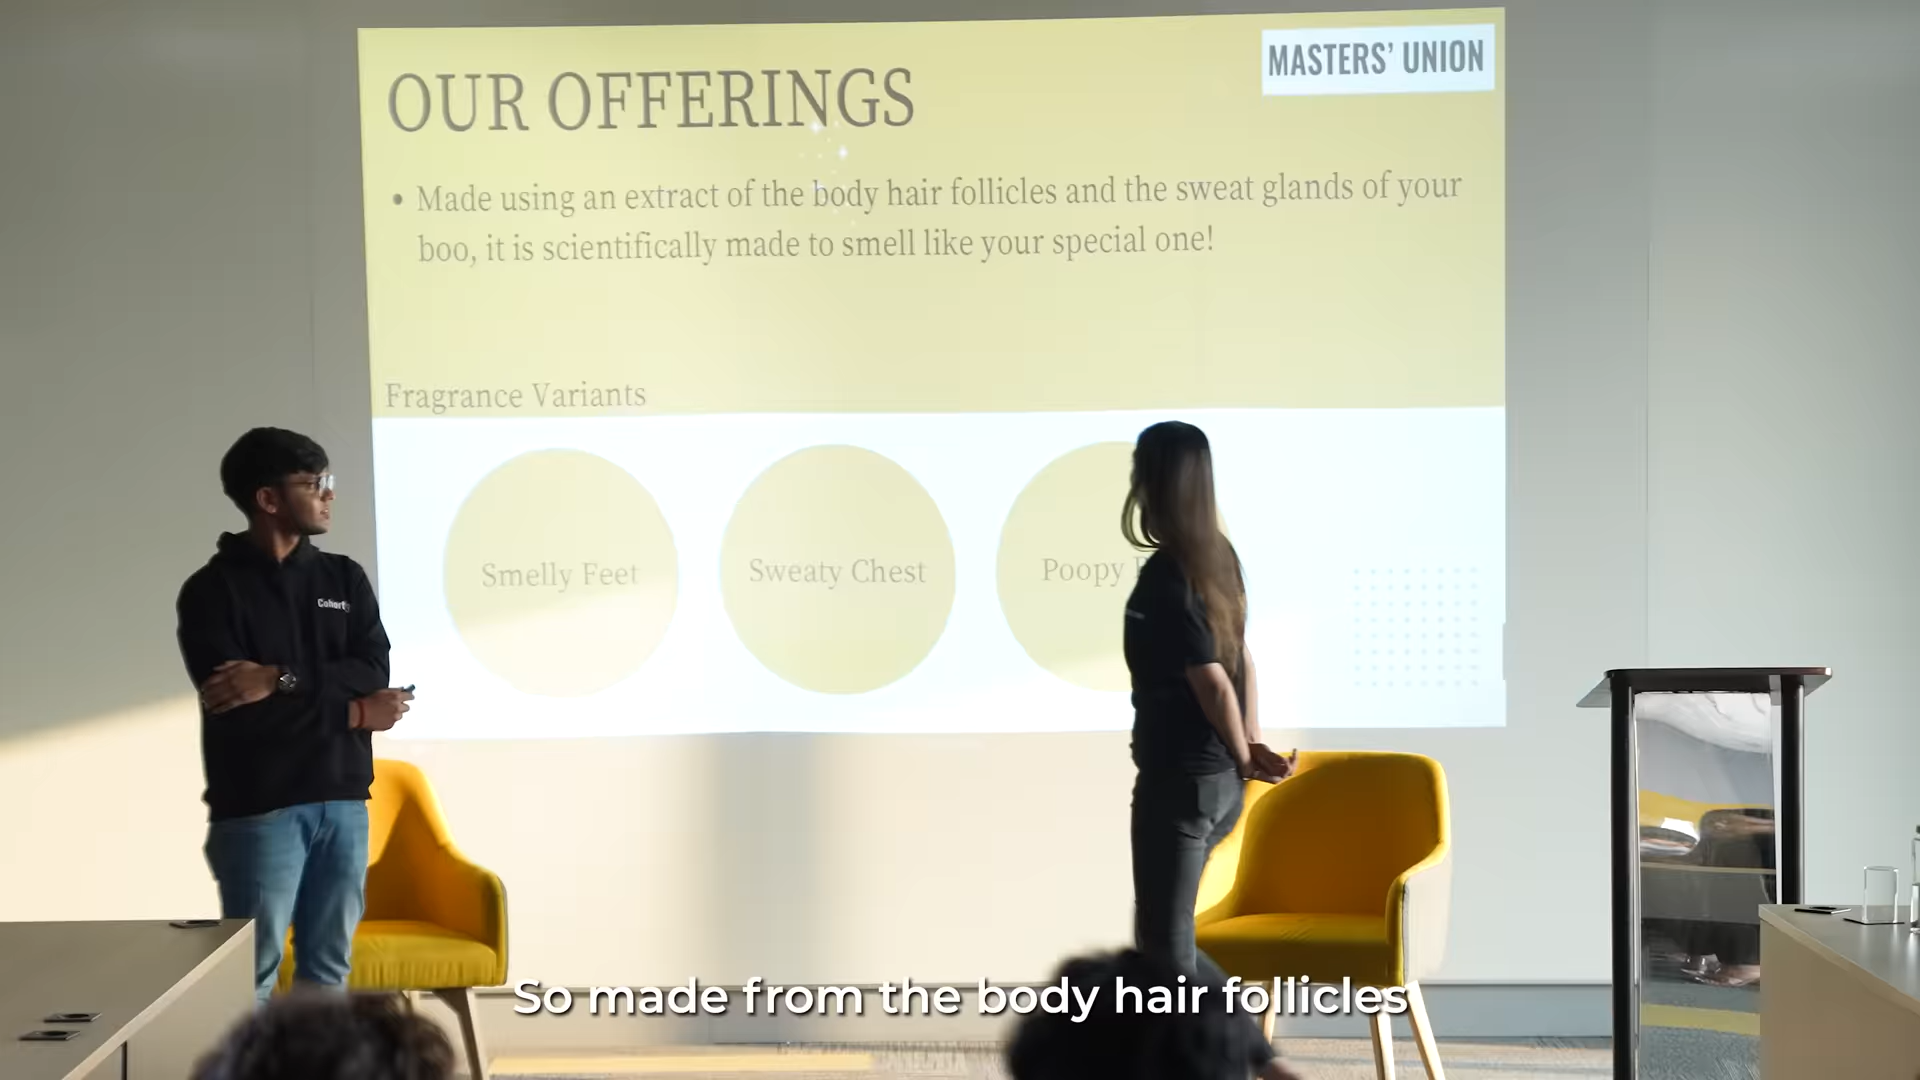 MASTERS' UNION
OUR OFFERINGS
• Made using an extract of the body hair follicles and the sweat glands of your
boo, it is scientifically made to smell like your special one!
Fragrance Variants
Smelly Feet
Sweaty Chest
Poopy
Cohort
So made from the body hair follicles